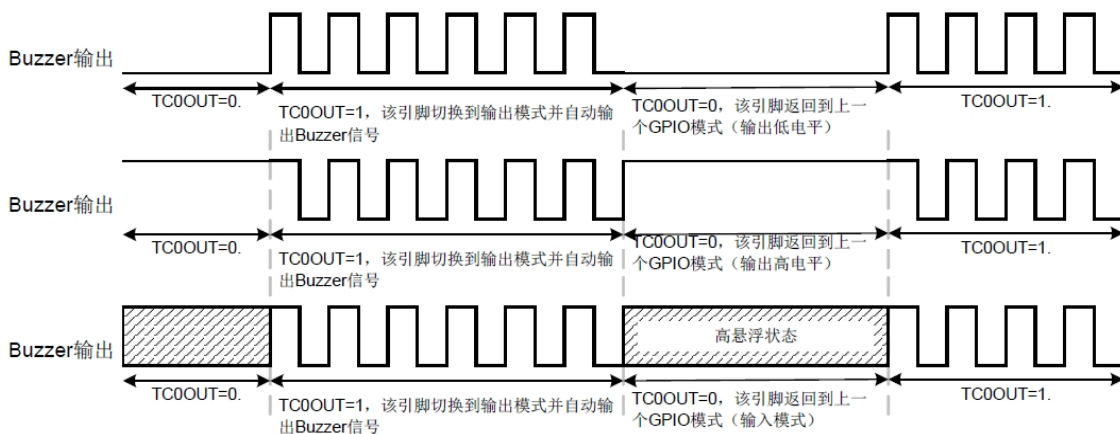 Buzzer输出
TC0OUT=0.
TC0OUT=1，该引脚切换到输出模式并自动输
出Buzzer信号
TC0OUT=0，该引脚返回到上一
个GPIO模式（输出低电平）
TC0OUT=1.
Buzzer输出
TC0OUT=0.
TC0OUT=1，该引脚切换到输出模式并自动输
出Buzzer信号
TC0OUT=0，该引脚返回到上一
个GPIO模式（输出高电平）
TC0OUT=1.
Buzzer输出
高悬浮状态
TC0OUT=0.
TC0OUT=1，该引脚切换到输出模式并自动输
出Buzzer信号
TC0OUT=0，该引脚返回到上一
个GPIO模式（输入模式）
TC0OUT=1.